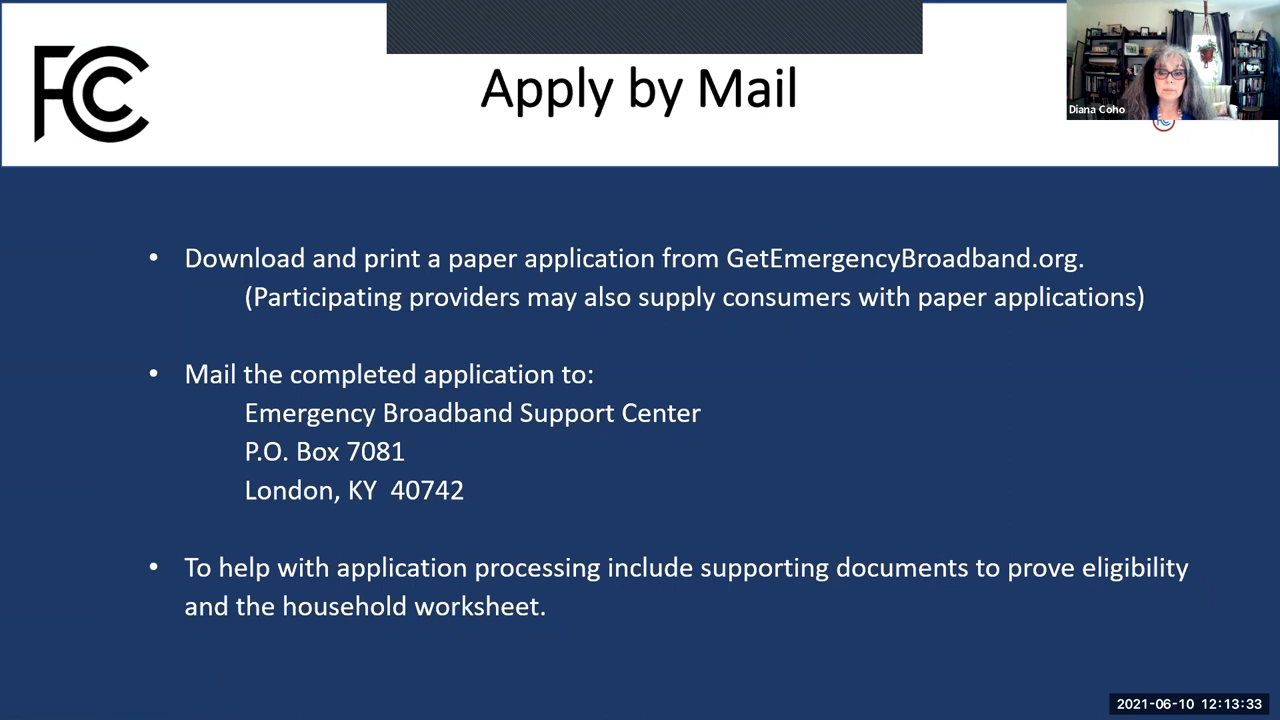 FCC
Apply by Mail
Diana Coho
• Download and print a paper application from GetEmergencyBroadband.org.
(Participating providers may also supply consumers with paper applications)
• Mail the completed application to:
Emergency Broadband Support Center
P.O. Box 7081
London, KY 40742
• To help with application processing include supporting documents to prove eligibility
and the household worksheet.
2021-06-10 12:13:33